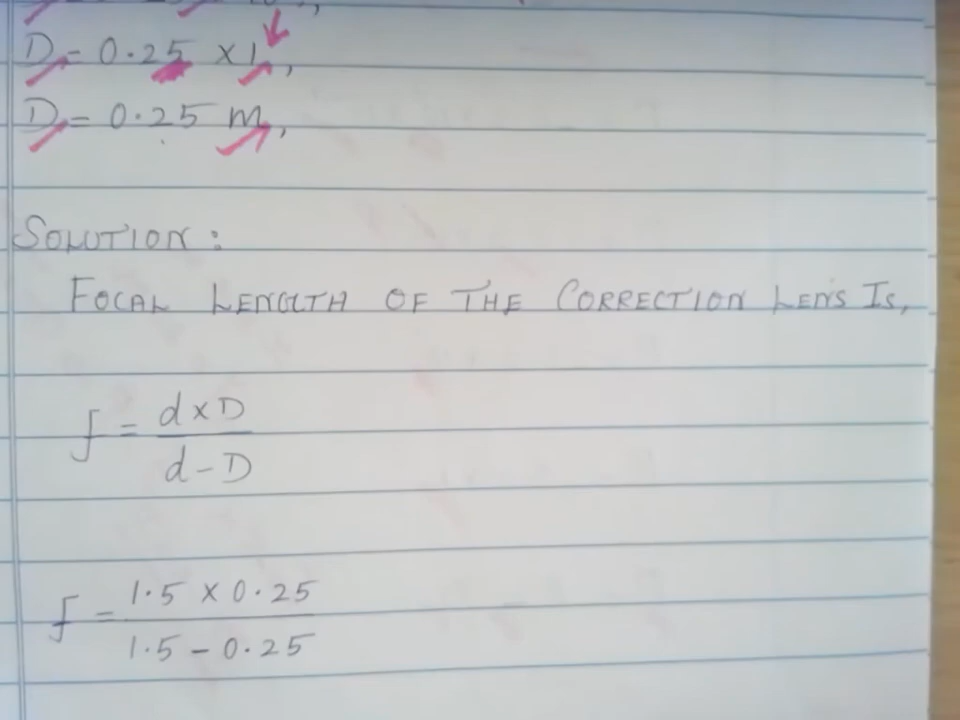 D = 0.25 × 1,
D = 0.25 m,
SOLUTION:
FOCAL LENGTH OF THE CORRECTION LENS IS,
f = d×D / d-D
f = 1.5 × 0.25 / 1.5 - 0.25